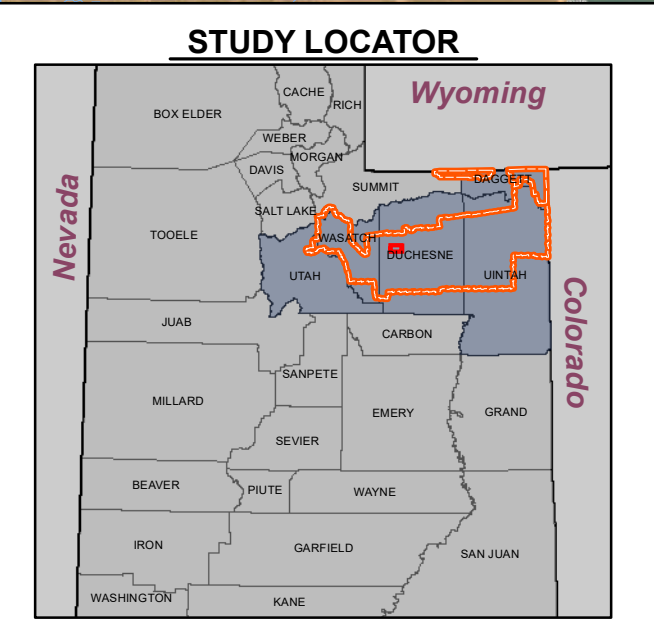 STUDY LOCATOR
Wyoming
CACHE
RICH
BOX ELDER
WEBER
MORGAN
DAVIS
DAGGETT
SUMMIT
Nevada
SALT LAKE
TOOELE
WASATCH
DUCHESNE
UTAH
UINTAH
Colorado
JUAB
CARBON
SANPETE
MILLARD
EMERY
GRAND
SEVIER
BEAVER
PIUTE
WAYNE
IRON
GARFIELD
SAN JUAN
WASHINGTON
KANE